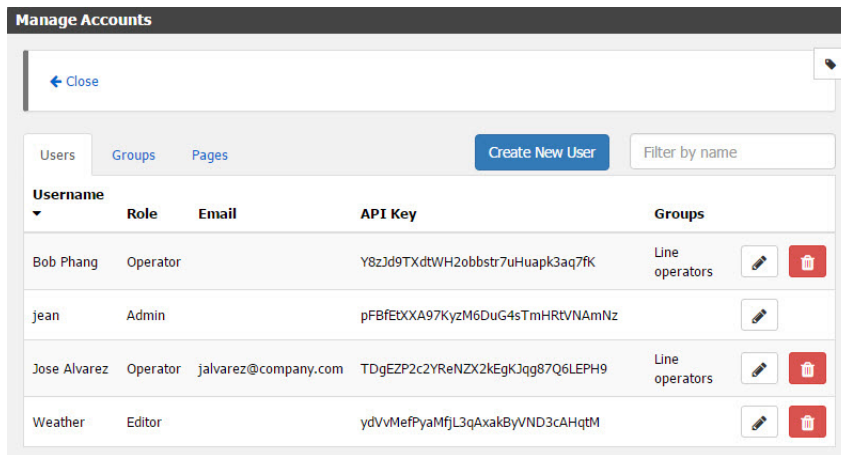 Manage Accounts
Close
Users Groups Pages Create New User Filter by name
Username
Role Email API Key Groups
Bob Phang Operator Y8zJd9TXdtWH2obbstr7uHuapk3aq7fK Line
operators
jean Admin pFBfEtXXA97KyzM6DuG4sTmHRtVNAmNz
Jose Alvarez Operator jalvarez@company.com TDgEZP2c2YReNZX2kEgKJqg87Q6LEPH9 Line
operators
Weather Editor ydVvMefPyaMfjL3qAxakByVND3cAHqtM